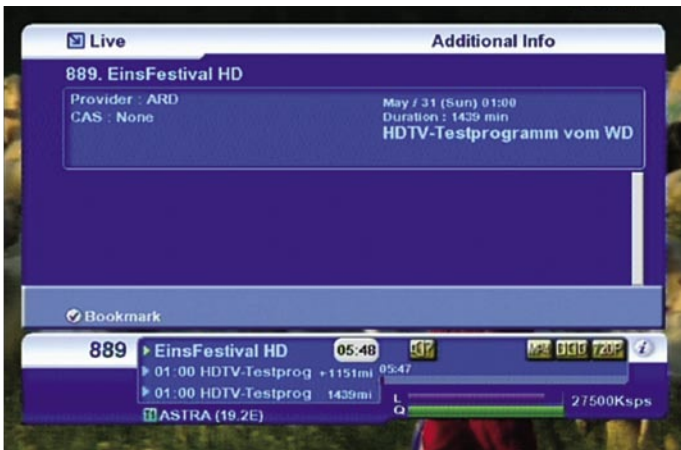 Live Additional Info
889. EinsFestival HD
Provider : ARD
CAS : None
May / 31 (Sun) 01:00
Duration : 1439 min
HDTV-Testprogramm vom WD
Bookmark
889 EinsFestival HD 05:48 720P i
01:00 HDTV-Testprog +1151mi 05:47
01:00 HDTV-Testprog 1439mi L
Q 27500Ksps
T1 ASTRA (19.2E)